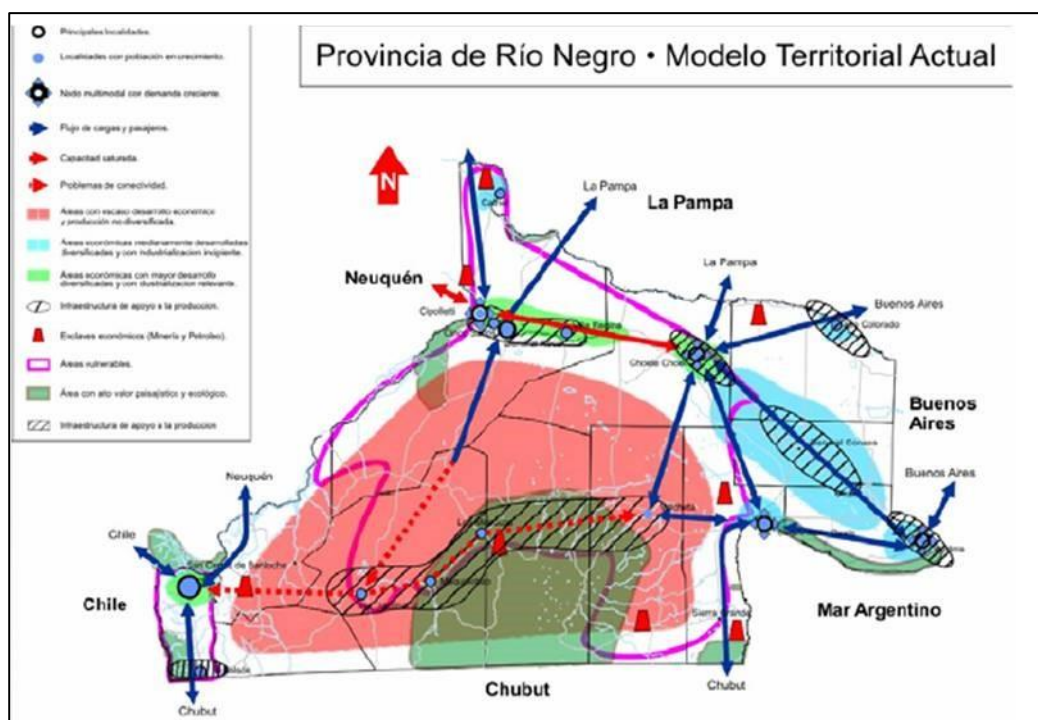 Provincia de Río Negro • Modelo Territorial Actual
Principales localidades.
Localidades con población en crecimiento.
Nodo multimodal con demanda creciente.
Flujo de cargas y pasajeros.
Capacidad saturada.
Problemas de conectividad.
Áreas con escaso desarrollo económico
y producción no diversificada.
Áreas económicas medianamente desarrolladas
diversificadas y con industrialización incipiente.
Áreas económicas con mayor desarrollo
diversificadas y con industrialización relevante.
Infraestructura de apoyo a la producción.
Enclaves económicos (Minería y Petróleo).
Áreas vulnerables.
Área con alto valor paisajístico y ecológico.
Infraestructura de apoyo a la producción
N
La Pampa
La Pampa
Neuquén
La Pampa
Cipolletti
Buenos Aires
Colorado
Choele Choel
Buenos
Aires
Buenos Aires
Neuquén
Chile
San Carlos de Bariloche
Maquinchao
Chile
Mar Argentino
Sierra Grande
Chubut
Chubut
Chubut